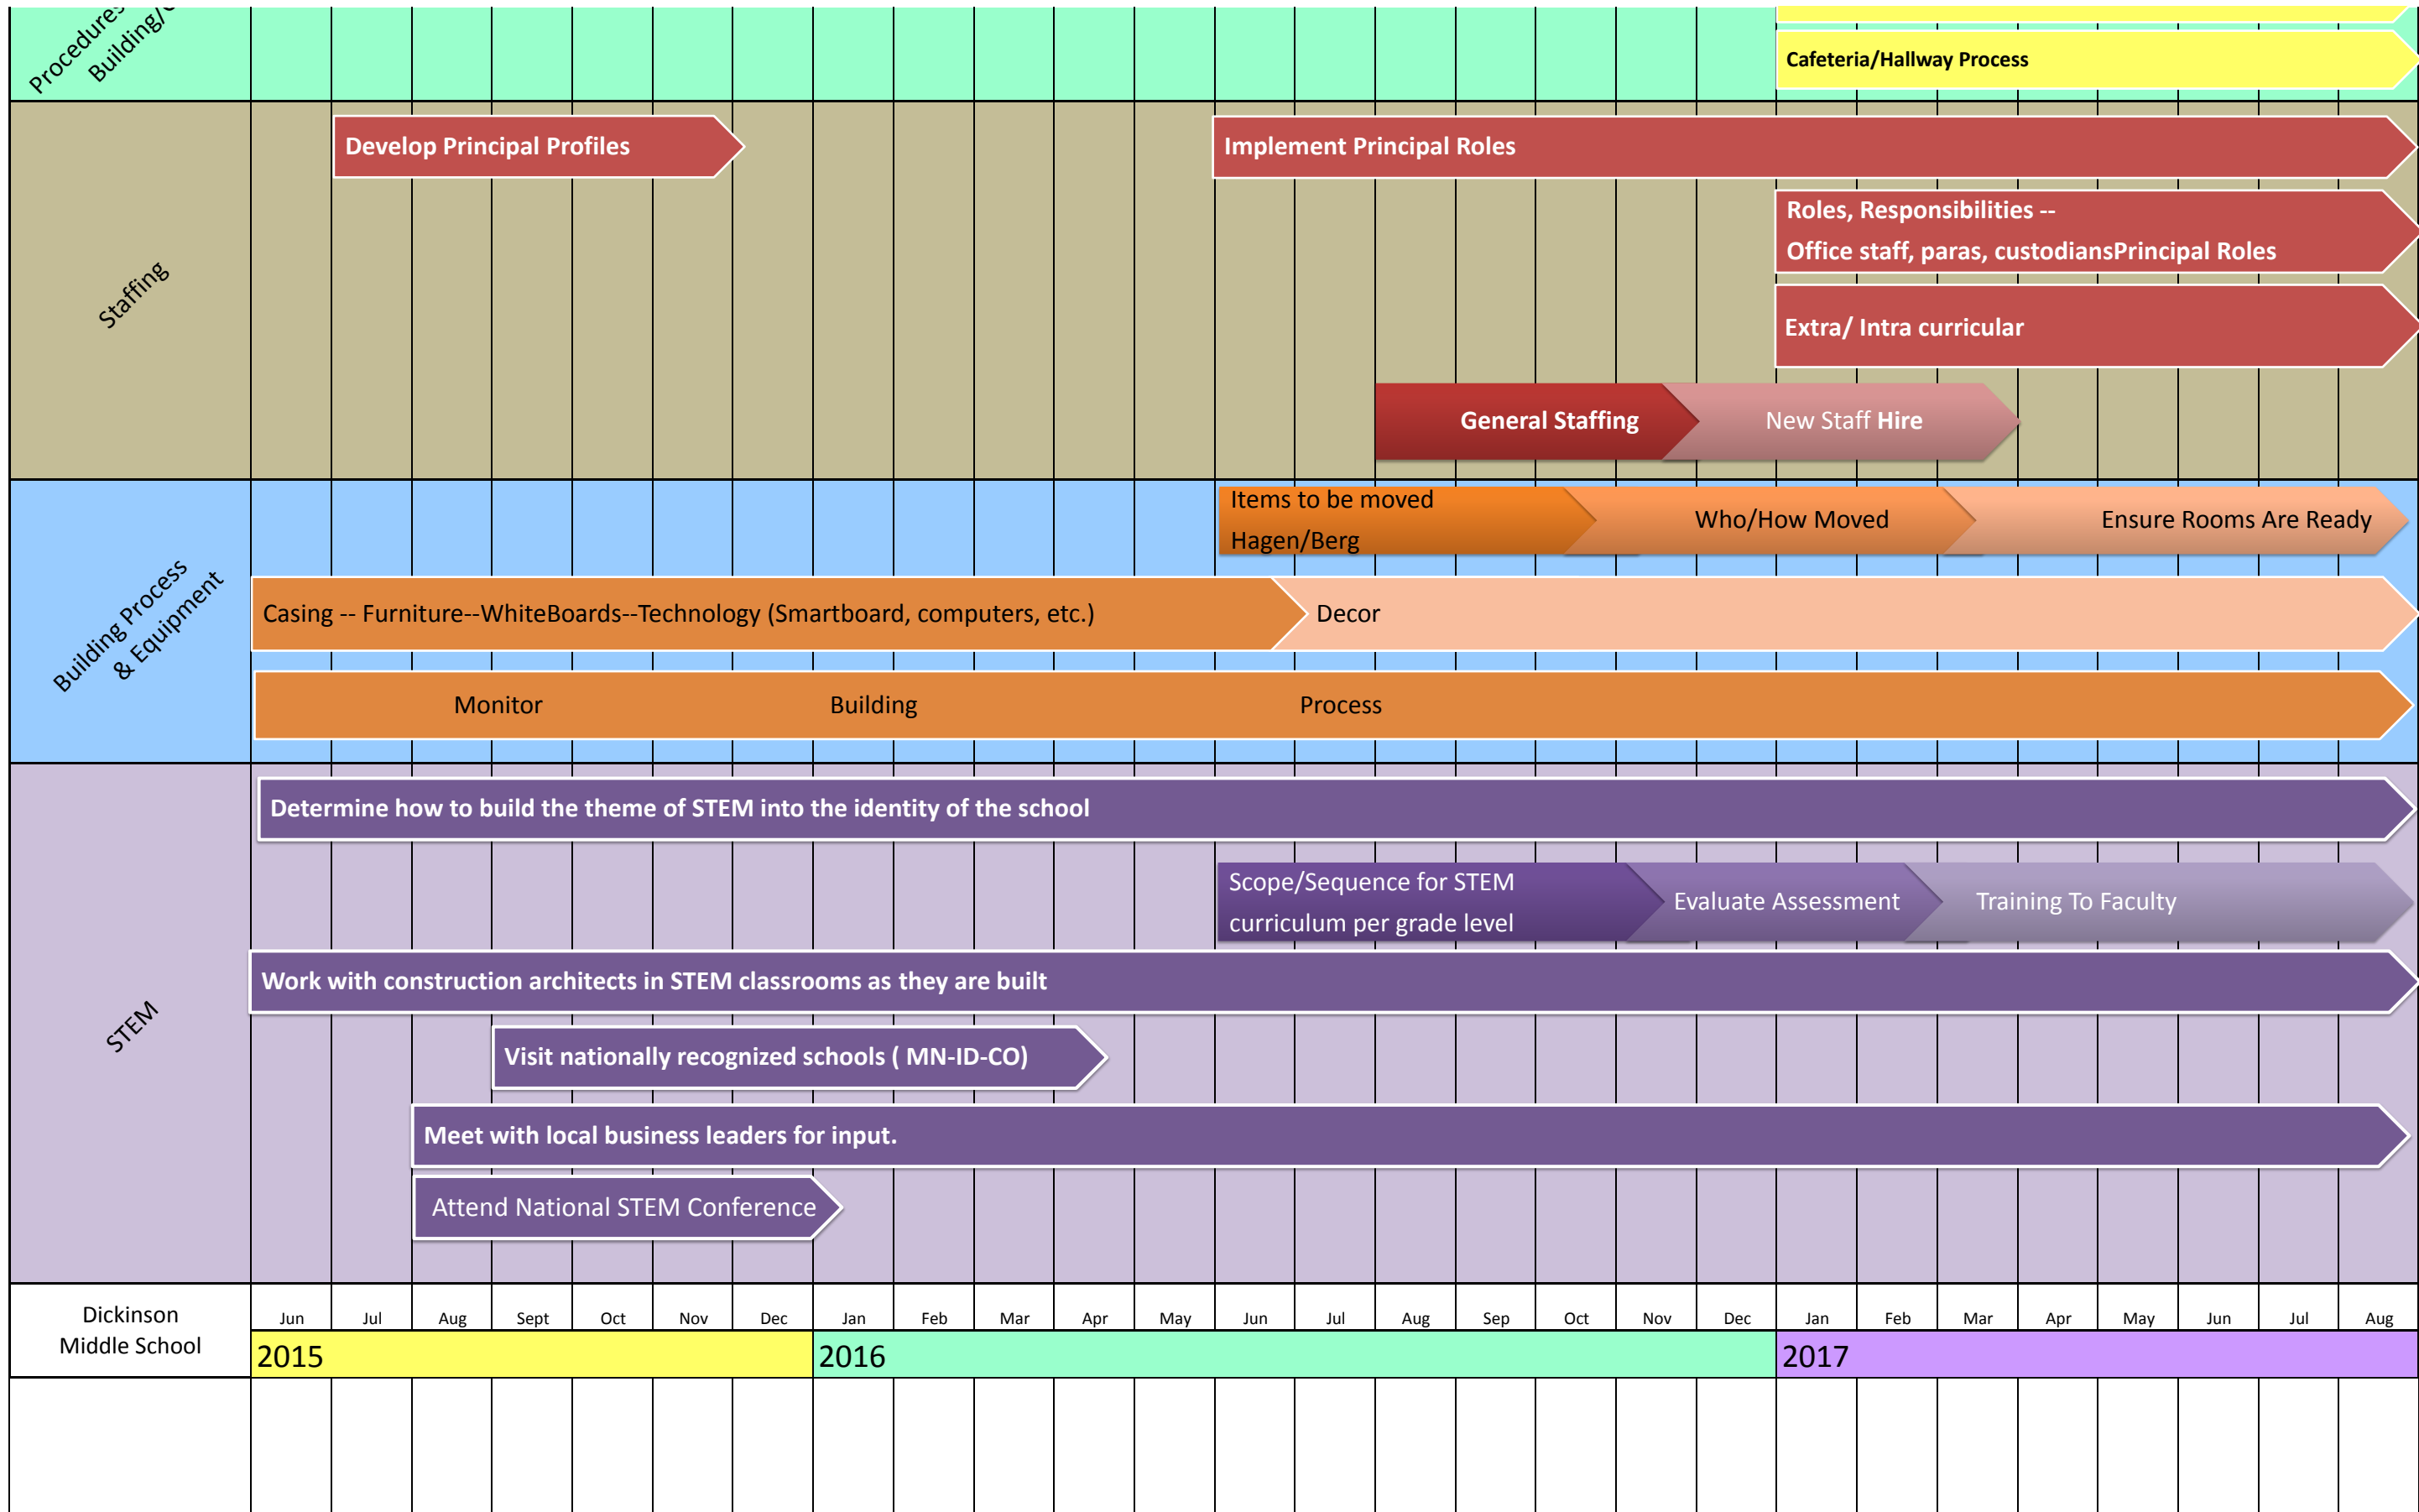 Procedures
Building/
Cafeteria/Hallway Process
Staffing
Develop Principal Profiles
Implement Principal Roles
Roles, Responsibilities --
Office staff, paras, custodiansPrincipal Roles
Extra/ Intra curricular
General Staffing
New Staff Hire
Building Process
& Equipment
Items to be moved
Hagen/Berg
Who/How Moved
Ensure Rooms Are Ready
Casing -- Furniture--WhiteBoards--Technology (Smartboard, computers, etc.)
Decor
Monitor Building Process
STEM
Determine how to build the theme of STEM into the identity of the school
Scope/Sequence for STEM
curriculum per grade level
Evaluate Assessment
Training To Faculty
Work with construction architects in STEM classrooms as they are built
Visit nationally recognized schools ( MN-ID-CO)
Meet with local business leaders for input.
Attend National STEM Conference
Dickinson
Middle School
Jun Jul Aug Sept Oct Nov Dec Jan Feb Mar Apr May Jun Jul Aug Sep Oct Nov Dec Jan Feb Mar Apr May Jun Jul Aug
2015 2016 2017